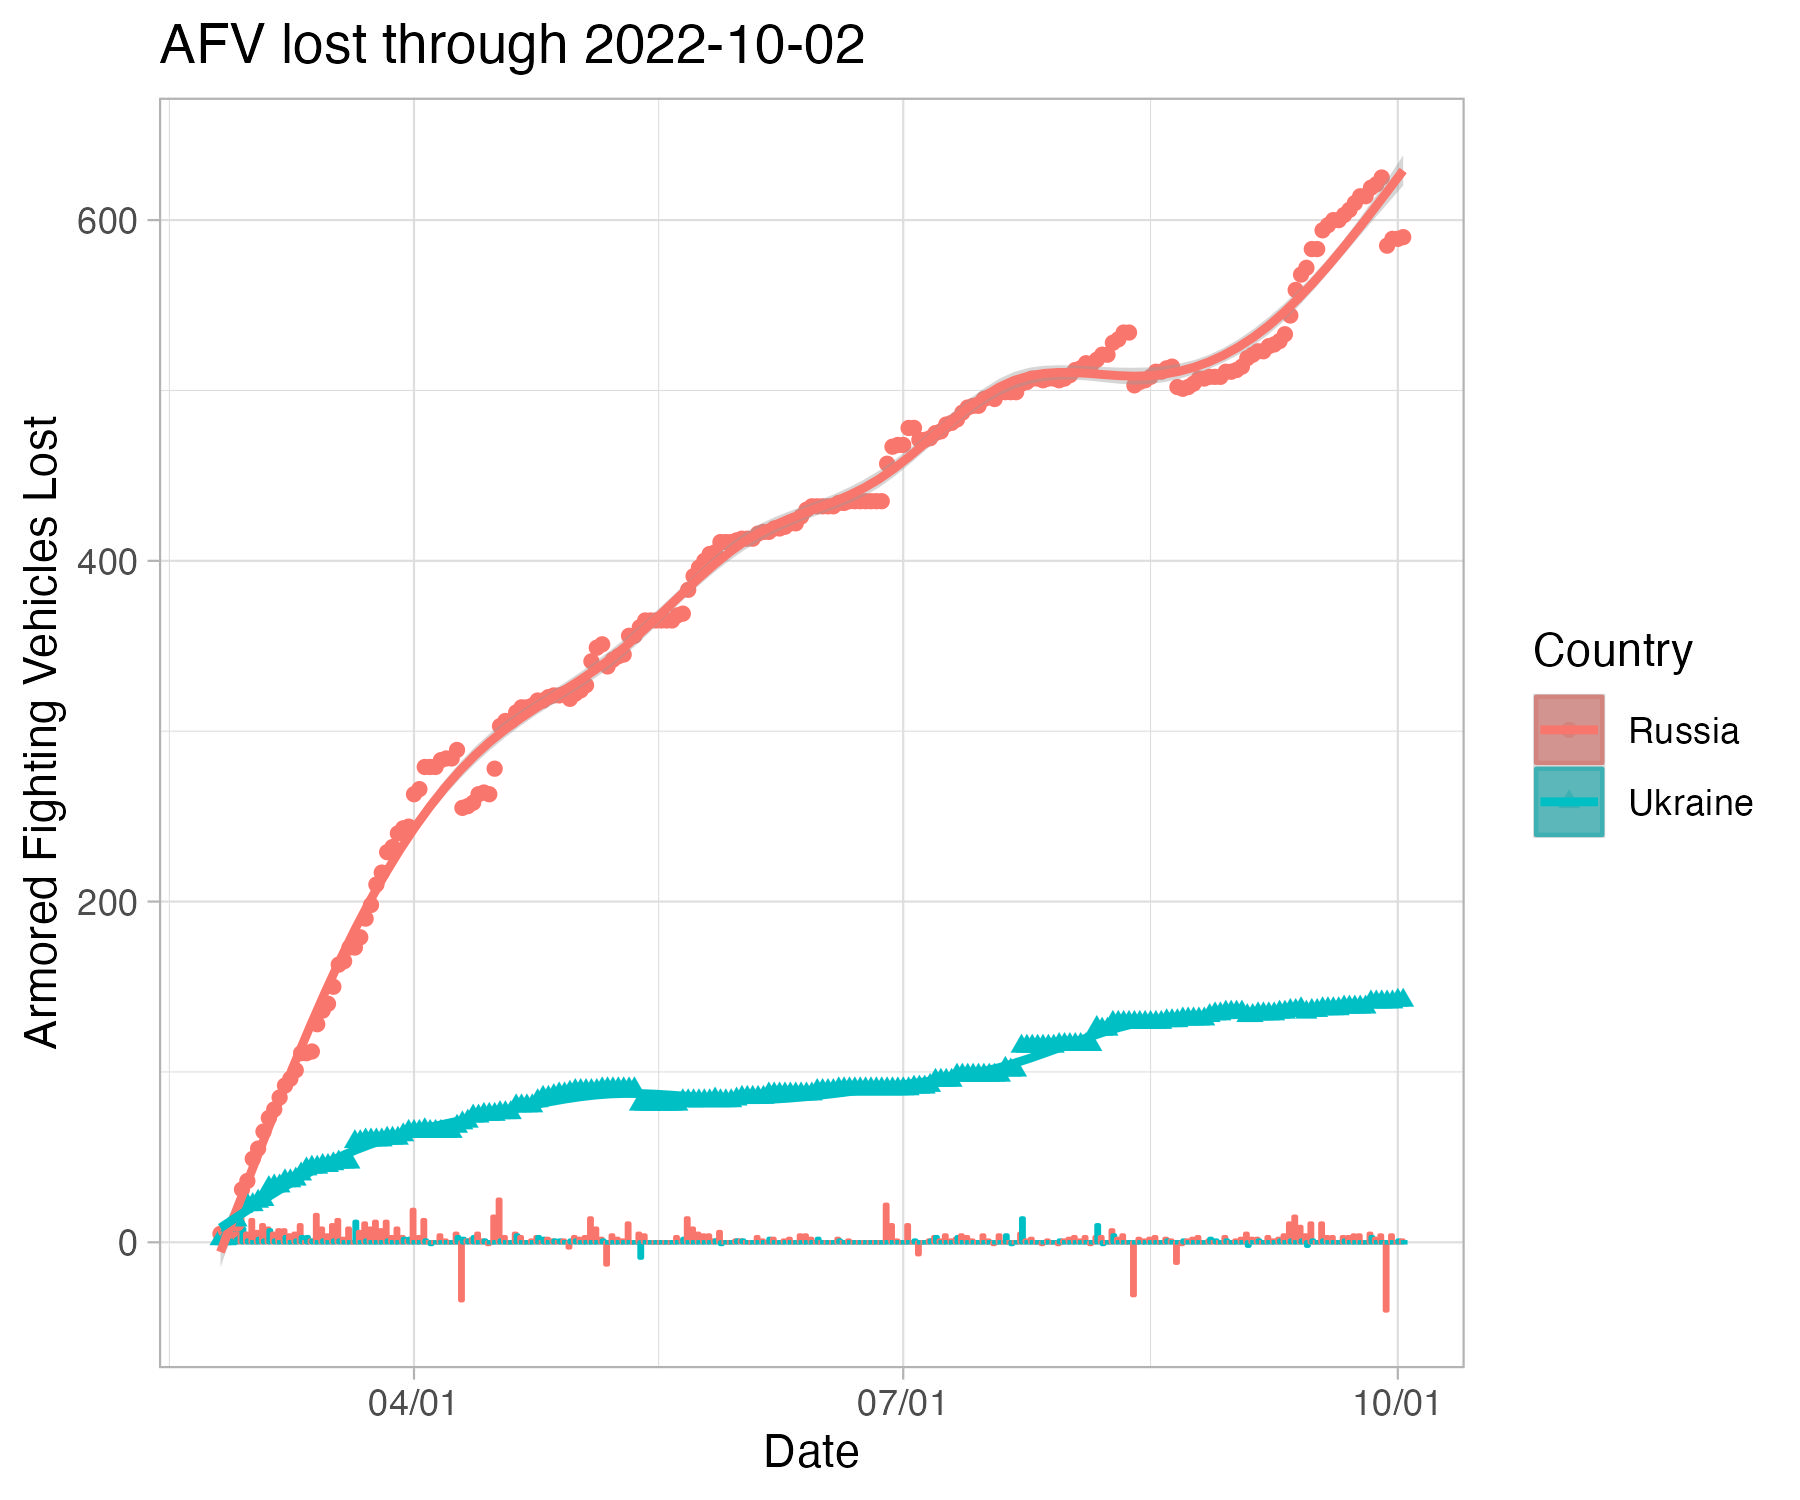 AFV lost through 2022-10-02
Armored Fighting Vehicles Lost
600
400
200
0
04/01
07/01
10/01
Date
Country
Russia
Ukraine